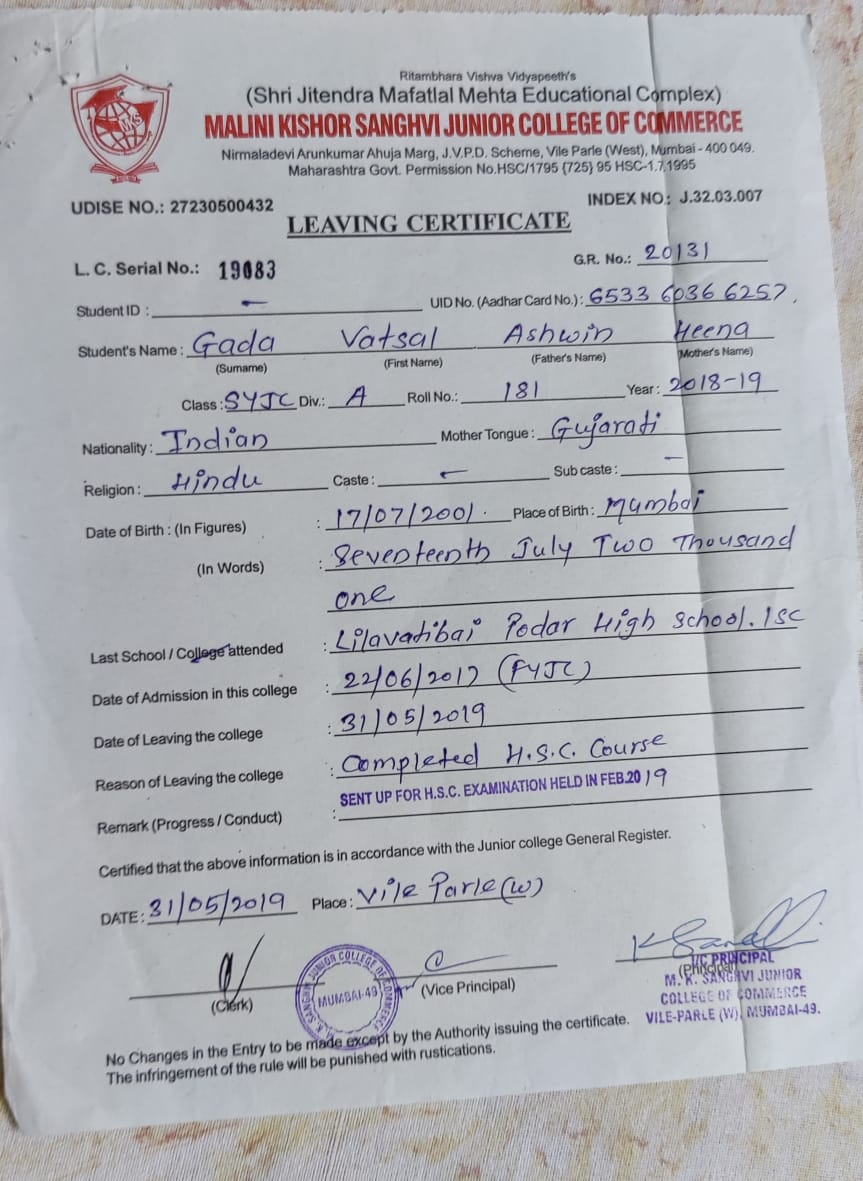 Ritambhara Vishva Vidyapeeth's
(Shri Jitendra Mafatlal Mehta Educational Complex)
MALINI KISHOR SANGHVI JUNIOR COLLEGE OF COMMERCE
Nirmaladevi Arunkumar Ahuja Marg, J.V.P.D. Scheme, Vile Parle (West), Mumbai - 400 049.
Maharashtra Govt. Permission No.HSC/1795 {725} 95 HSC-1.7.1995
UDISE NO.: 27230500432 INDEX NO.: J.32.03.007
LEAVING CERTIFICATE
L. C. Serial No.: 19083 G.R. No.: 20131
Student ID : – UID No. (Aadhar Card No.) : 6533 6036 6257.
Student's Name : Gada Vatsal Ashwin Heena
(Surname) (First Name) (Father's Name) (Mother's Name)
Class : SYJC Div.: A Roll No.: 181 Year : 2018-19
Nationality : Indian Mother Tongue : Gujarati
Religion : Hindu Caste : – Sub caste : –
Date of Birth : (In Figures) : 17/07/2001. Place of Birth : Mumbai
(In Words) : Seventeenth July Two Thousand
one
Last School / College attended : Lilavatibai Podar High School. ISC
Date of Admission in this college : 22/06/2017 (FYJC)
Date of Leaving the college : 31/05/2019
Reason of Leaving the college : Completed H.S.C. Course
SENT UP FOR H.S.C. EXAMINATION HELD IN FEB.2019
Remark (Progress / Conduct) :
Certified that the above information is in accordance with the Junior college General Register.
DATE : 31/05/2019 Place : Vile Parle (W)
(Clerk) (Vice Principal) (Principal)
JUNIOR COLLEGE OF COMMERCE
MUMBAI-49
I/C PRINCIPAL
M. K. SANGHVI JUNIOR
COLLEGE OF COMMERCE
VILE-PARLE (W), MUMBAI-49.
No Changes in the Entry to be made except by the Authority issuing the certificate.
The infringement of the rule will be punished with rustications.